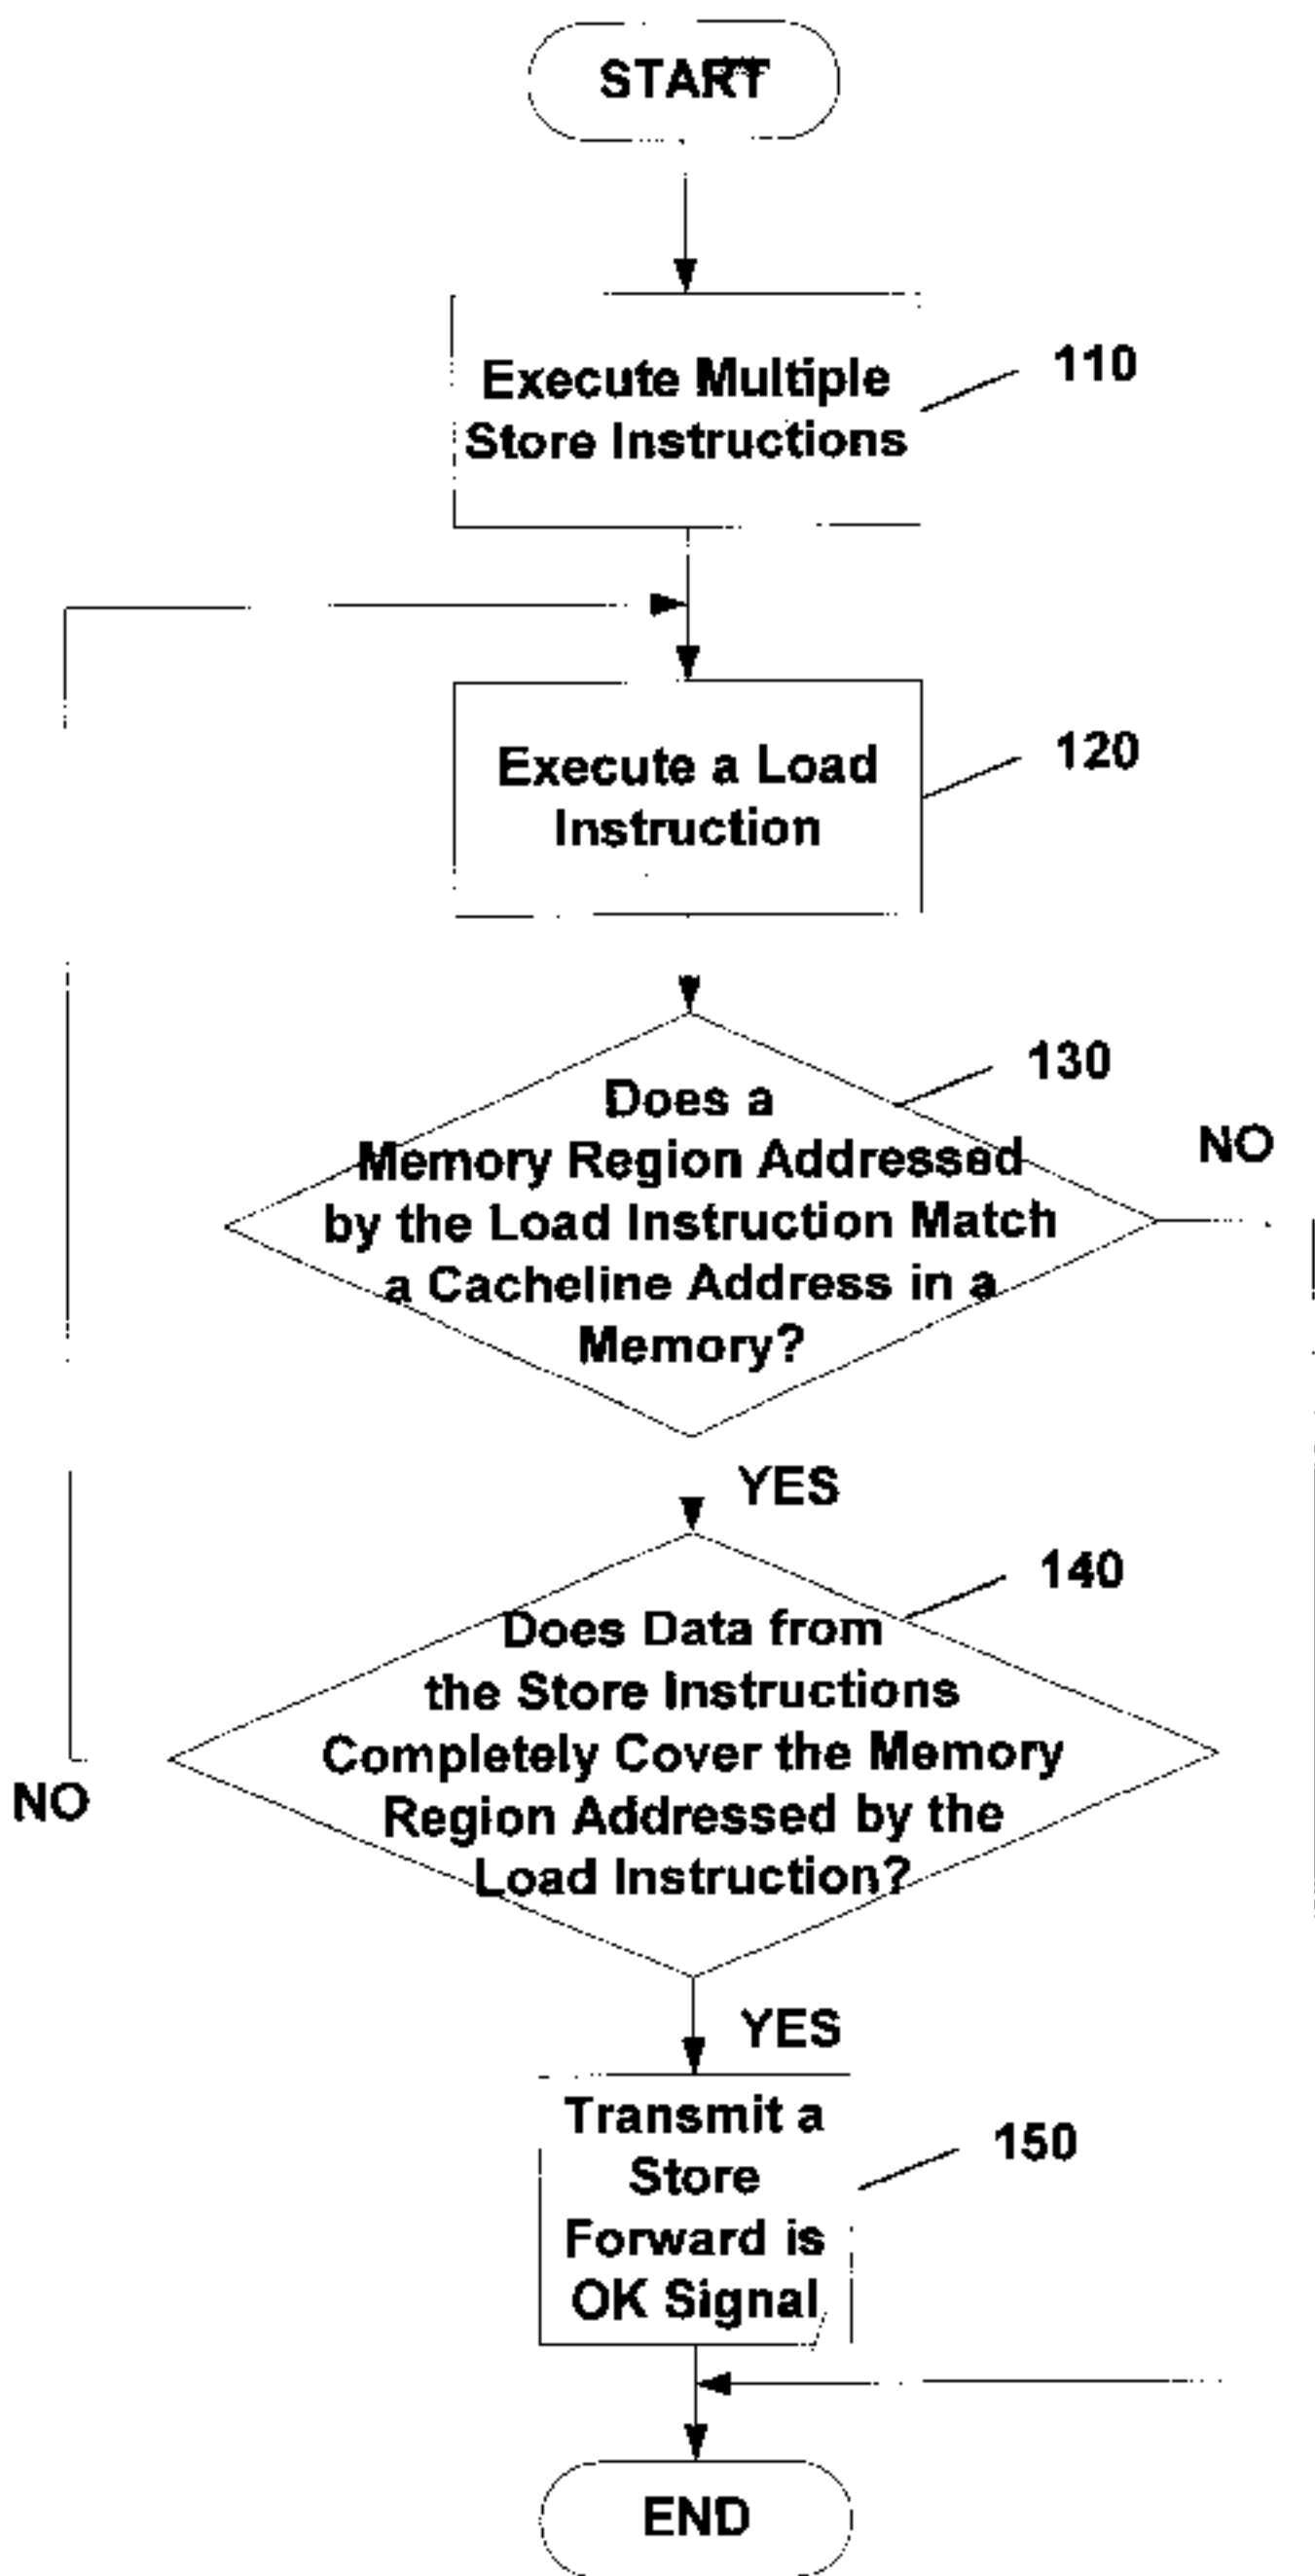 START
Execute Multiple
Store Instructions
110
Execute a Load
Instruction
120
Does a
Memory Region Addressed
by the Load Instruction Match
a Cacheline Address in a
Memory?
130
NO
YES
Does Data from
the Store Instructions
Completely Cover the Memory
Region Addressed by the
Load Instruction?
140
NO
YES
Transmit a
Store
Forward is
OK Signal
150
END